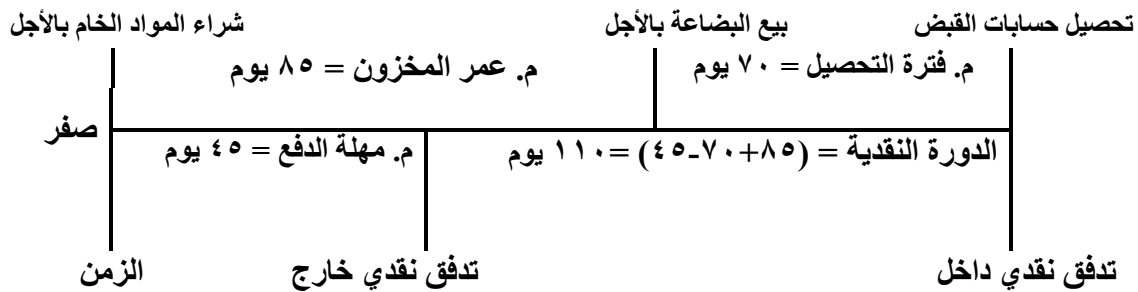 تحصيل حسابات القبض بيع البضاعة بالأجل شراء المواد الخام بالأجل
م. فترة التحصيل = ٧٠ يوم م. عمر المخزون = ٨٥ يوم
صفر
الدورة النقدية = (٨٥+٧٠-٤٥) =١١٠ يوم م. مهلة الدفع = ٤٥ يوم
تدفق نقدي داخل تدفق نقدي خارج الزمن